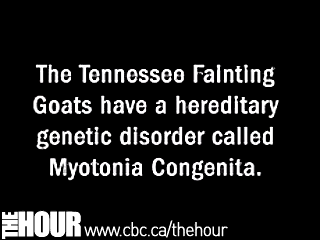 The Tennessee Fainting
Goats have a hereditary
genetic disorder called
Myotonia Congenita.
THE HOUR www.cbc.ca/thehour